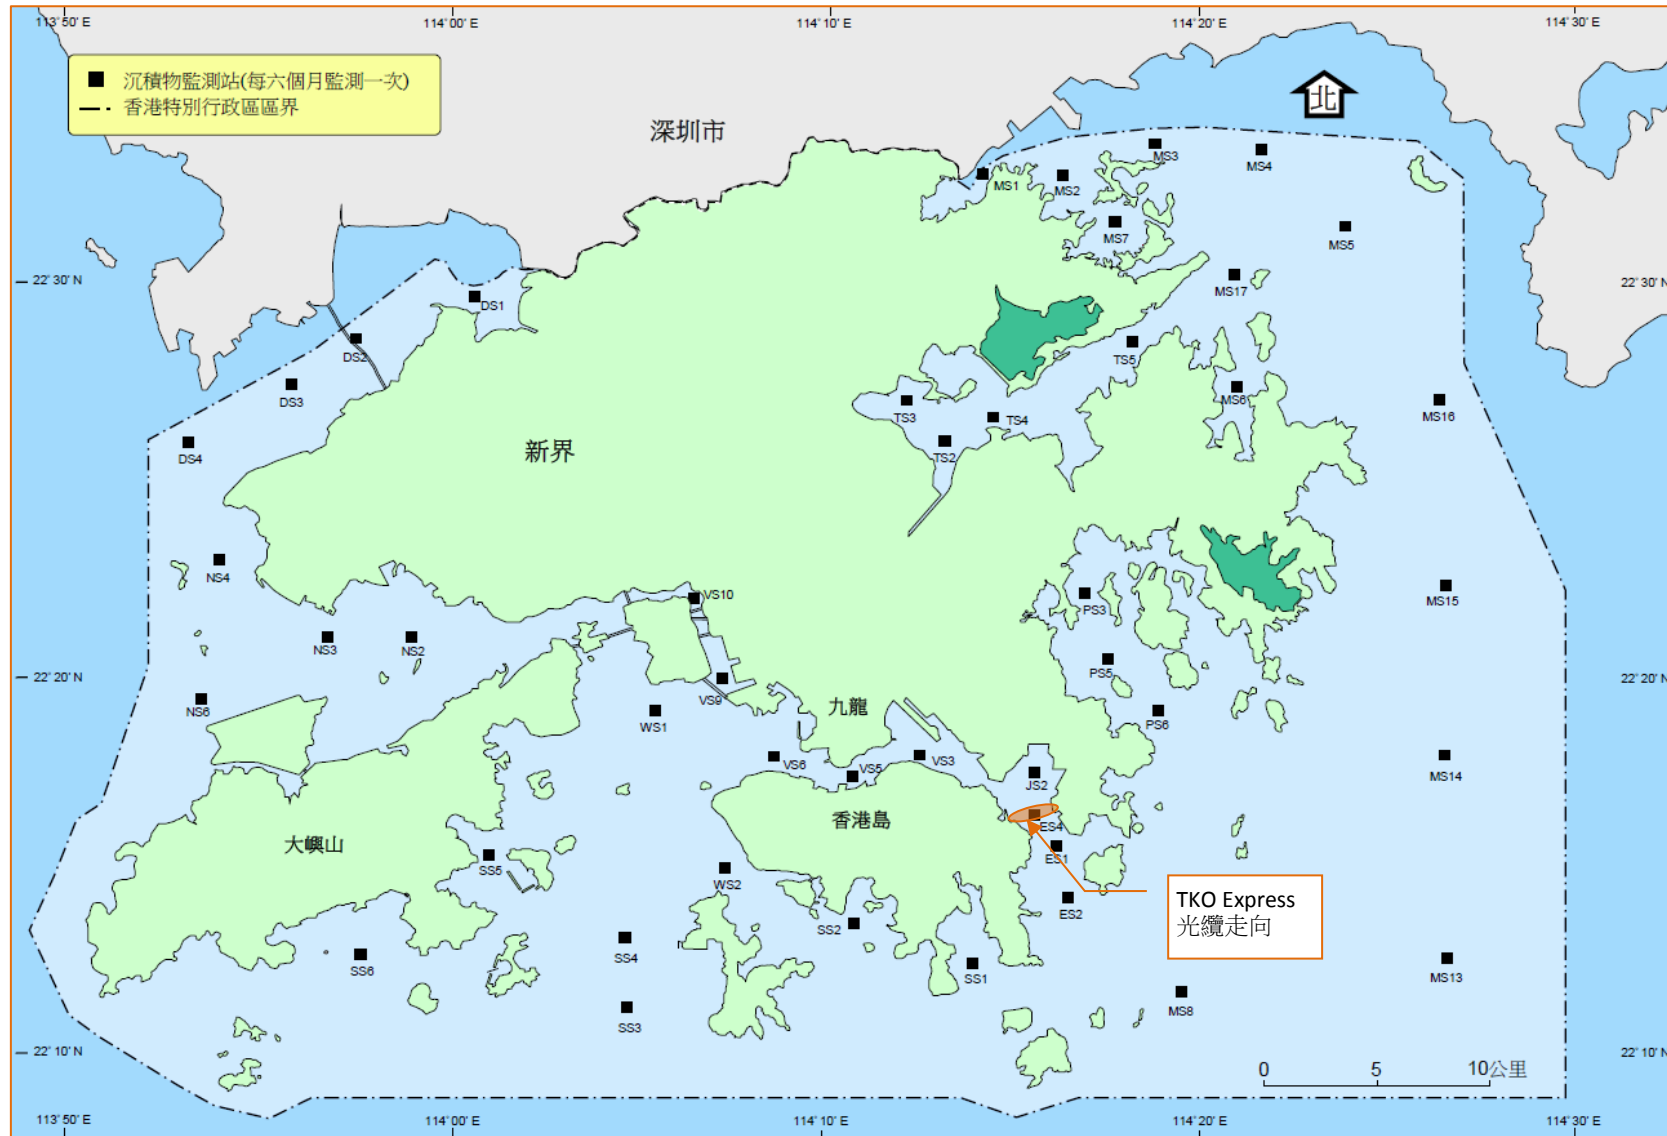 113° 50' E
114° 00' E
114° 10' E
114° 20' E
114° 30' E
沉積物監測站(每六個月監測一次)
香港特別行政區區界
北
深圳市
MS3
MS4
MS1
MS2
MS7
MS5
22° 30' N
22° 30' N
MS17
DS1
DS2
TS5
DS3
MS6
TS3
TS4
MS16
新界
TS2
DS4
NS4
VS10
PS3
MS15
NS3
NS2
PS5
22° 20' N
22° 20' N
VS9
NS6
九龍
WS1
PS6
VS6
VS5
VS3
MS14
JS2
香港島
ES4
大嶼山
ES1
SS5
WS2
TKO Express
光纜走向
ES2
SS2
SS4
SS6
SS1
MS13
MS8
SS3
22° 10' N
22° 10' N
0
5
10公里
113° 50' E
114° 00' E
114° 10' E
114° 20' E
114° 30' E